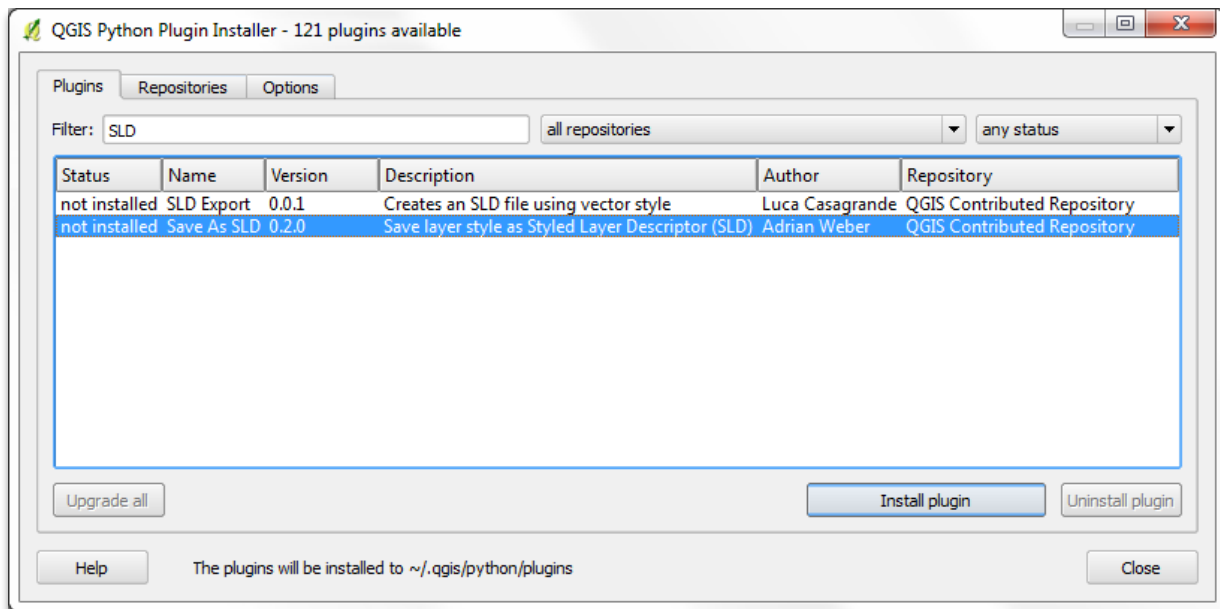 QGIS Python Plugin Installer - 121 plugins available
Plugins Repositories Options
Filter: SLD all repositories any status
Status Name Version Description Author Repository
not installed SLD Export 0.0.1 Creates an SLD file using vector style Luca Casagrande QGIS Contributed Repository
not installed Save As SLD 0.2.0 Save layer style as Styled Layer Descriptor (SLD) Adrian Weber QGIS Contributed Repository
Upgrade all Install plugin Uninstall plugin
Help The plugins will be installed to ~/.qgis/python/plugins Close